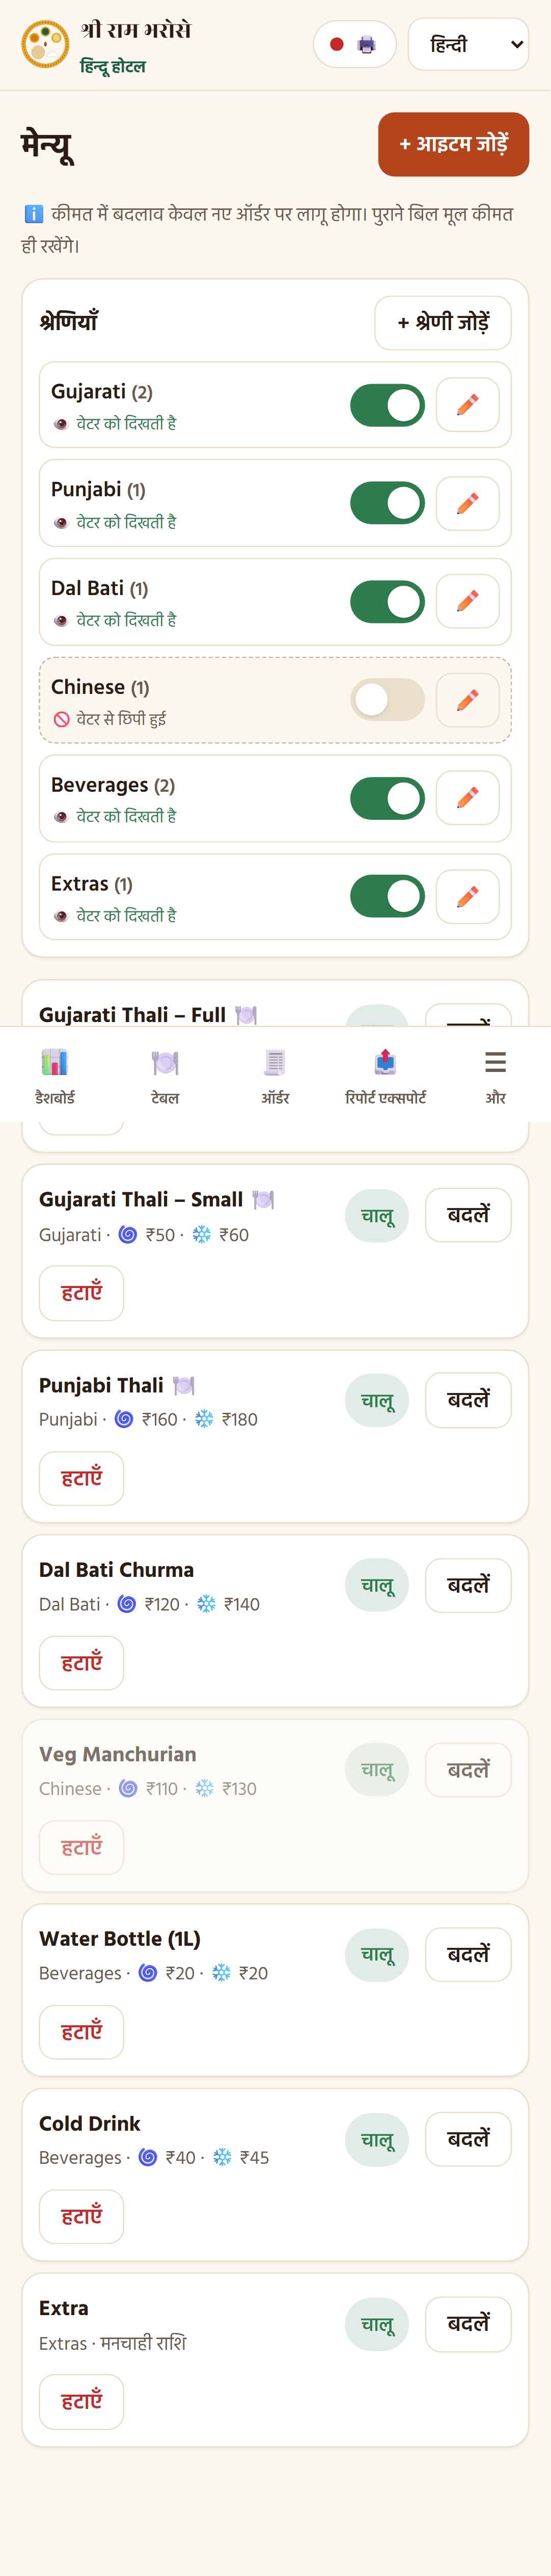 श्री राम भरोसे
हिन्दू होटल
हिन्दी
मेन्यू
+ आइटम जोड़ें
कीमत में बदलाव केवल नए ऑर्डर पर लागू होगा। पुराने बिल मूल कीमत
ही रखेंगे।
श्रेणियाँ
+ श्रेणी जोड़ें
Gujarati (2)
वेटर को दिखती है
Punjabi (1)
वेटर को दिखती है
Dal Bati (1)
वेटर को दिखती है
Chinese (1)
वेटर से छिपी हुई
Beverages (2)
वेटर को दिखती है
Extras (1)
वेटर को दिखती है
Gujarati Thali – Full
डैशबोर्ड
टेबल
ऑर्डर
रिपोर्ट एक्सपोर्ट
और
Gujarati Thali – Small
चालू
बदलें
Gujarati · ₹50 · ₹60
हटाएँ
Punjabi Thali
चालू
बदलें
Punjabi · ₹160 · ₹180
हटाएँ
Dal Bati Churma
चालू
बदलें
Dal Bati · ₹120 · ₹140
हटाएँ
Veg Manchurian
चालू
बदलें
Chinese · ₹110 · ₹130
हटाएँ
Water Bottle (1L)
चालू
बदलें
Beverages · ₹20 · ₹20
हटाएँ
Cold Drink
चालू
बदलें
Beverages · ₹40 · ₹45
हटाएँ
Extra
चालू
बदलें
Extras · मनचाही राशि
हटाएँ